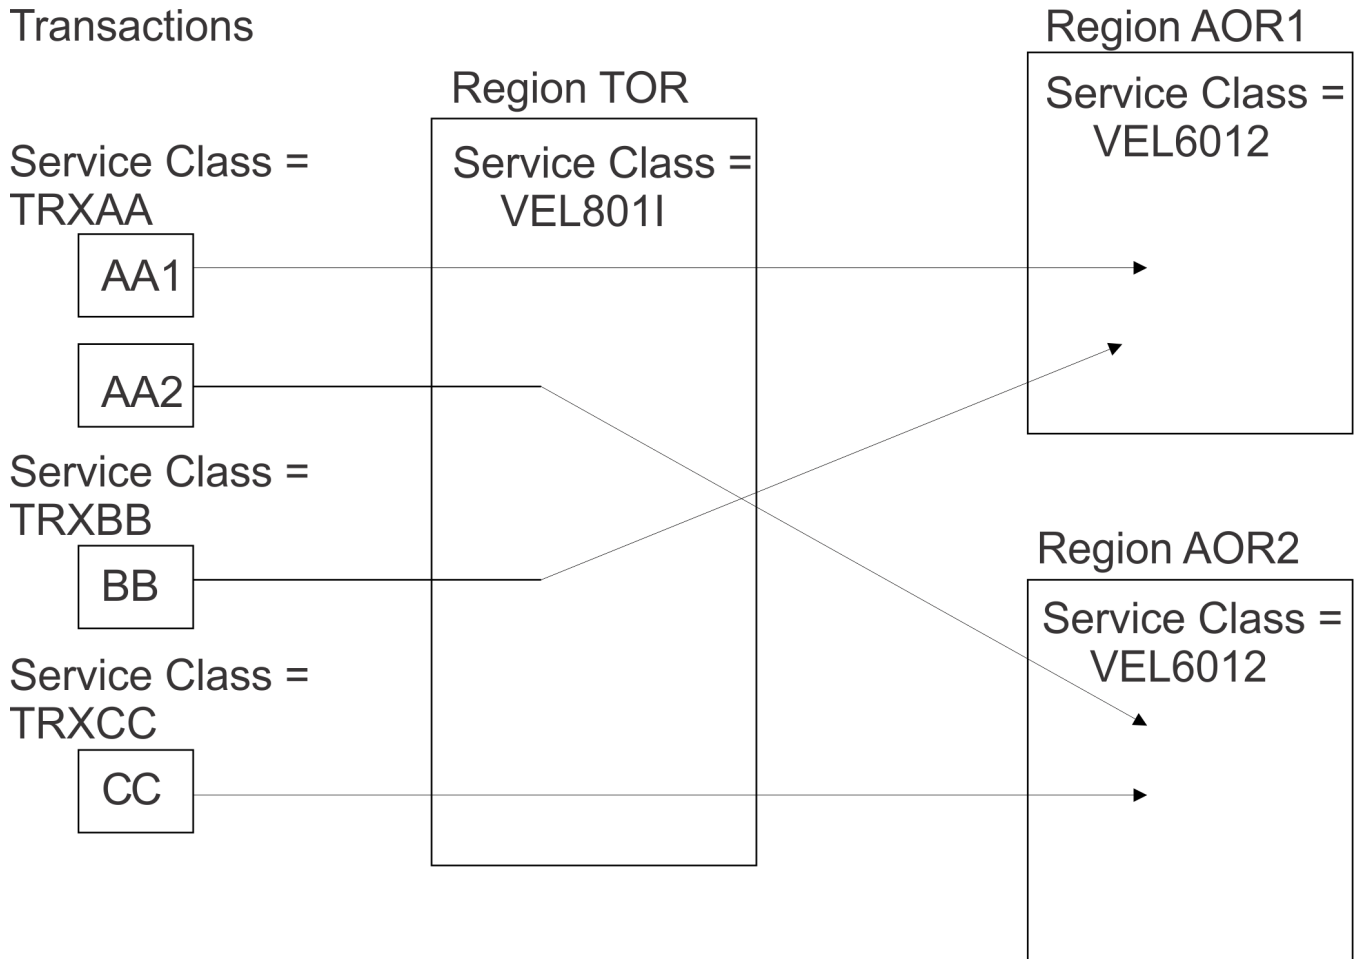 Transactions
Region AOR1
Region TOR
Service Class =
VEL6012
Service Class =
TRXAA
Service Class =
VEL801I
AA1
AA2
Service Class =
TRXBB
BB
Region AOR2
Service Class =
VEL6012
Service Class =
TRXCC
CC